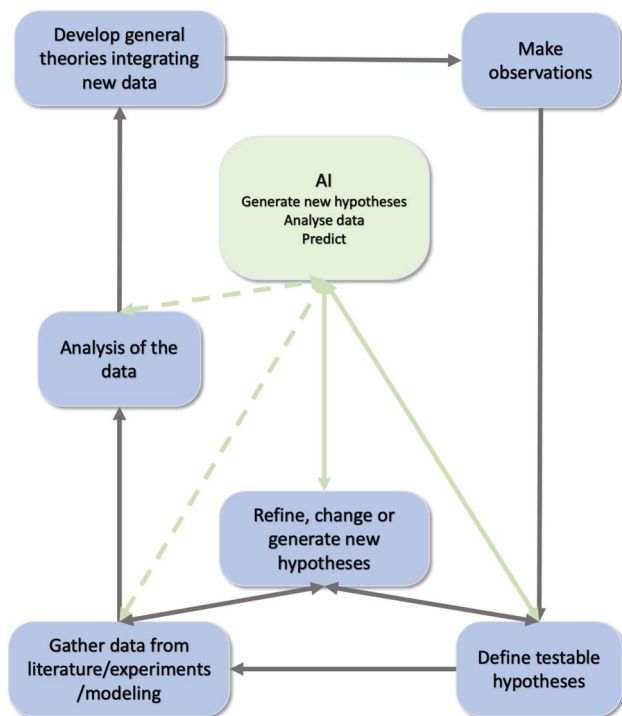 Develop general
theories integrating
new data
Make
observations
AI
Generate new hypotheses
Analyse data
Predict
Analysis of the
data
Refine, change or
generate new
hypotheses
Gather data from
literature/experiments
/modeling
Define testable
hypotheses